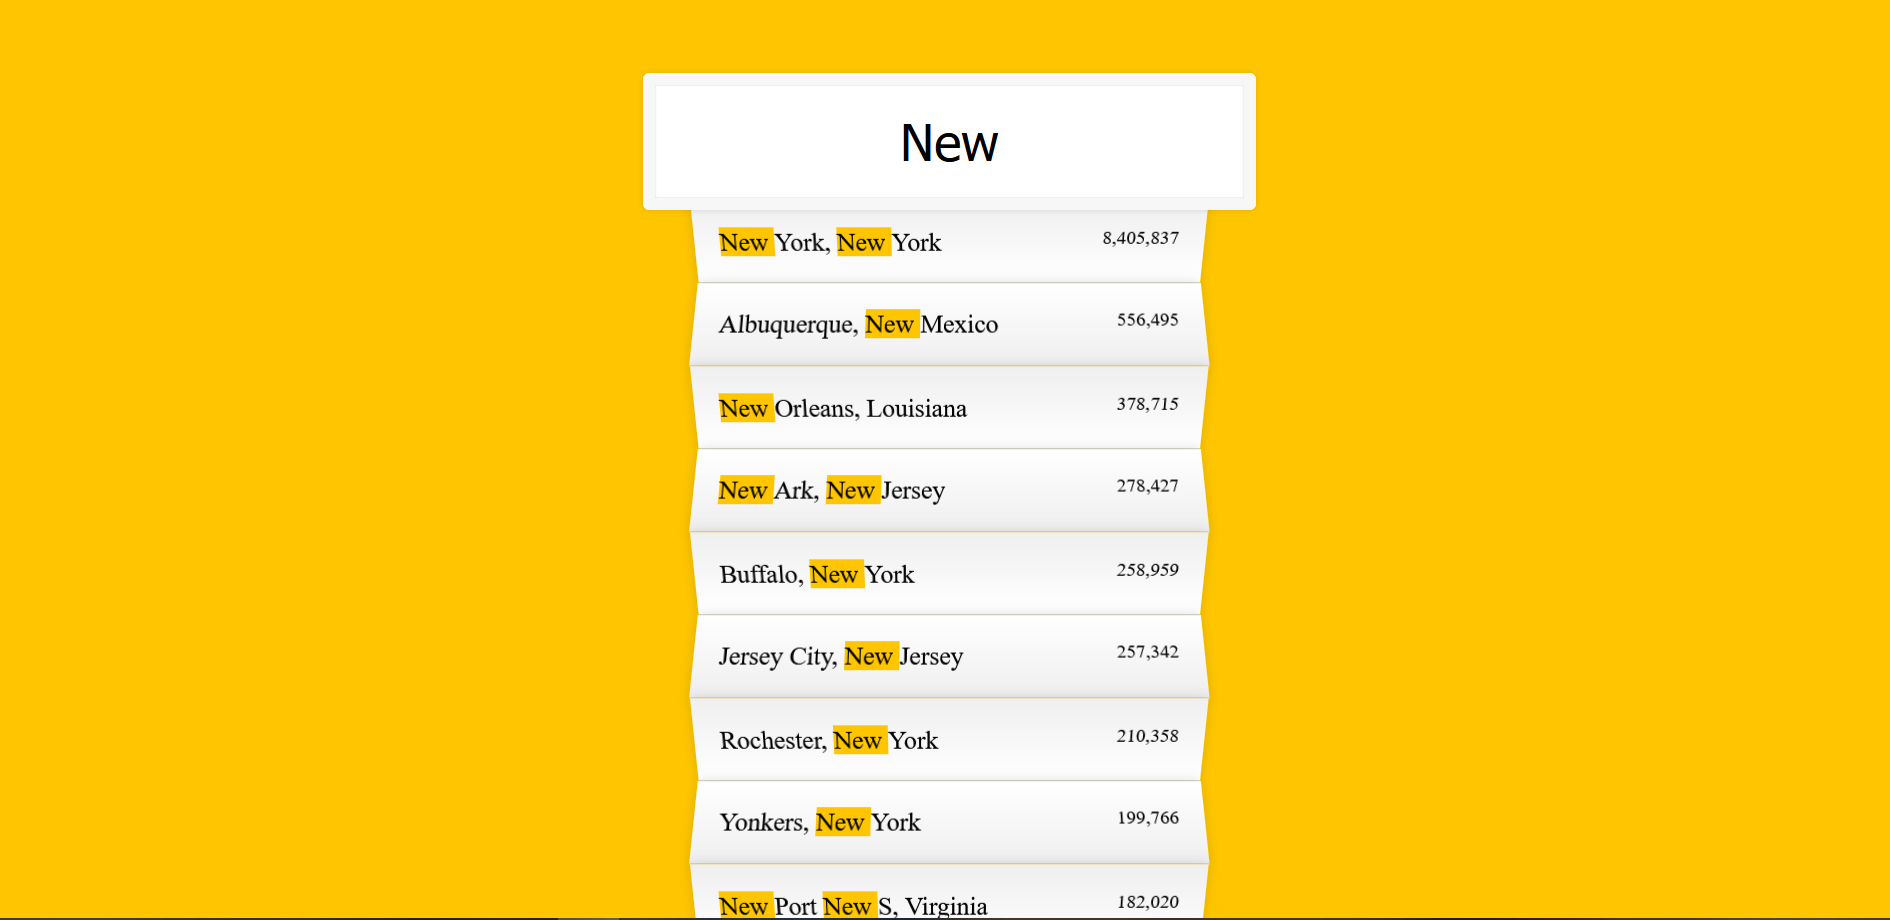 New
New York, New York 8,405,837
Albuquerque, New Mexico 556,495
New Orleans, Louisiana 378,715
New Ark, New Jersey 278,427
Buffalo, New York 258,959
Jersey City, New Jersey 257,342
Rochester, New York 210,358
Yonkers, New York 199,766
New Port New S, Virginia 182,020